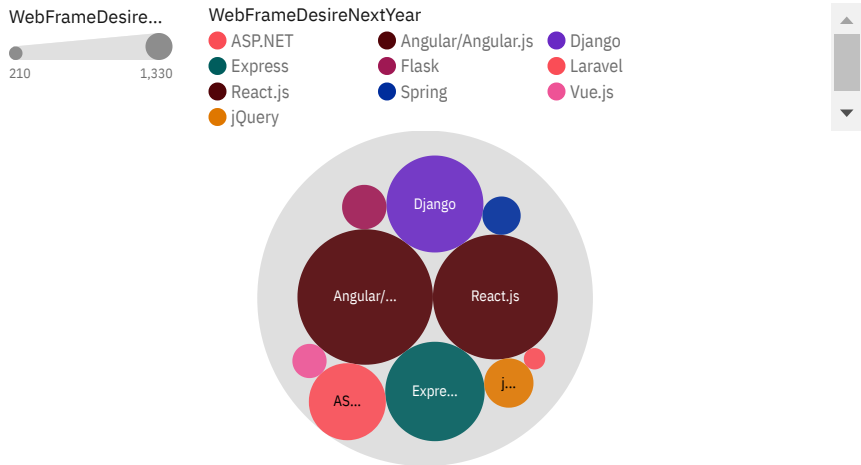 WebFrameDesire...
210 1,330
WebFrameDesireNextYear
ASP.NET Angular/Angular.js Django
Express Flask Laravel
React.js Spring Vue.js
jQuery
Django
Angular/... React.js
Expre...
j...
AS...